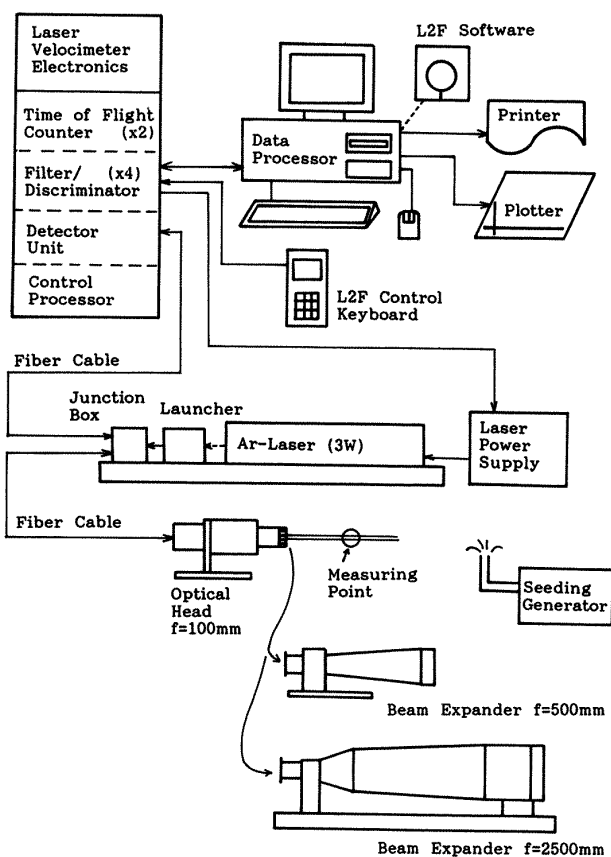 Laser
Velocimeter
Electronics
Time of Flight
Counter (x2)
Filter/ (x4)
Discriminator
Detector
Unit
Control
Processor
L2F Software
Data
Processor
Printer
Plotter
L2F Control
Keyboard
Fiber Cable
Junction
Box
Launcher
Ar-Laser (3W)
Laser
Power
Supply
Fiber Cable
Optical
Head
f=100mm
Measuring
Point
Seeding
Generator
Beam Expander f=500mm
Beam Expander f=2500mm